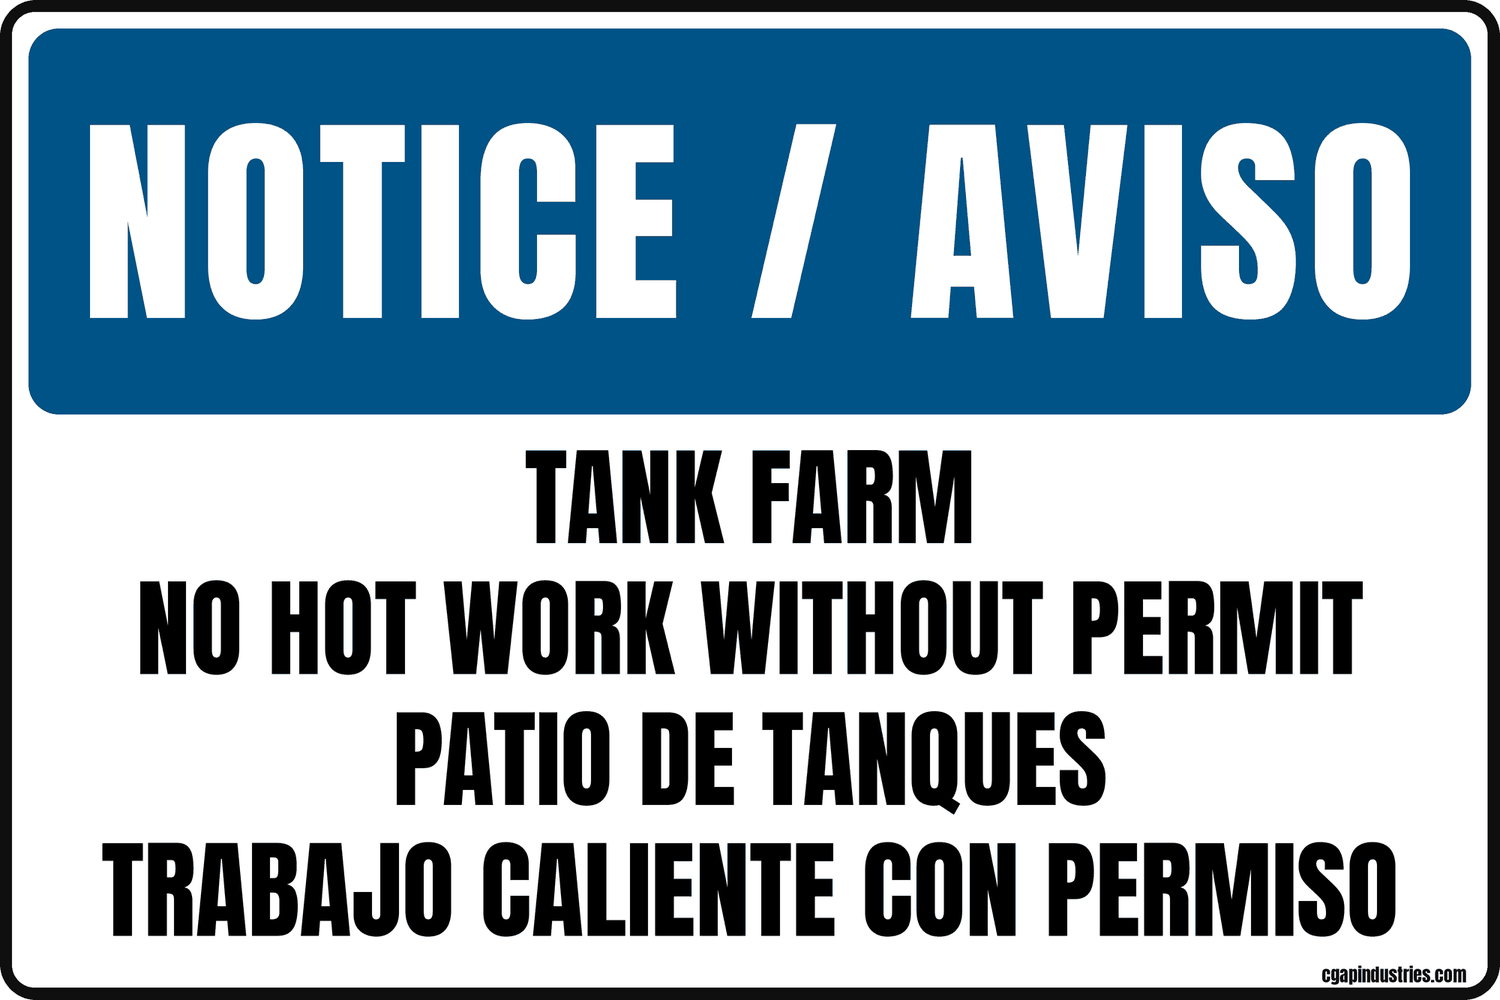 NOTICE / AVISO
TANK FARM
NO HOT WORK WITHOUT PERMIT
PATIO DE TANQUES
TRABAJO CALIENTE CON PERMISO
cgapindustries.com